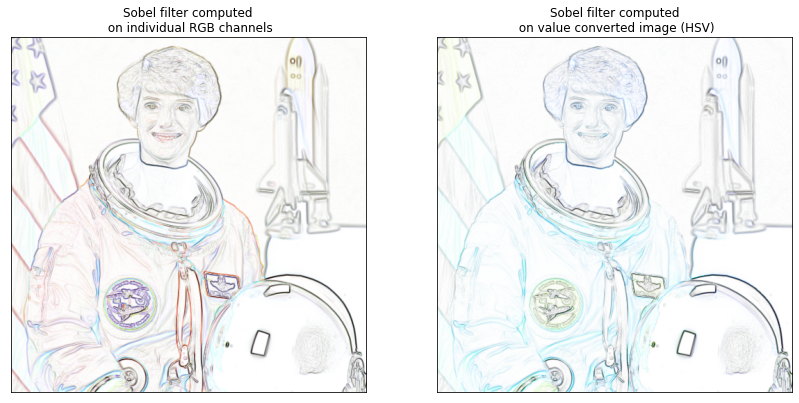 Sobel filter computed
on individual RGB channels
Sobel filter computed
on value converted image (HSV)